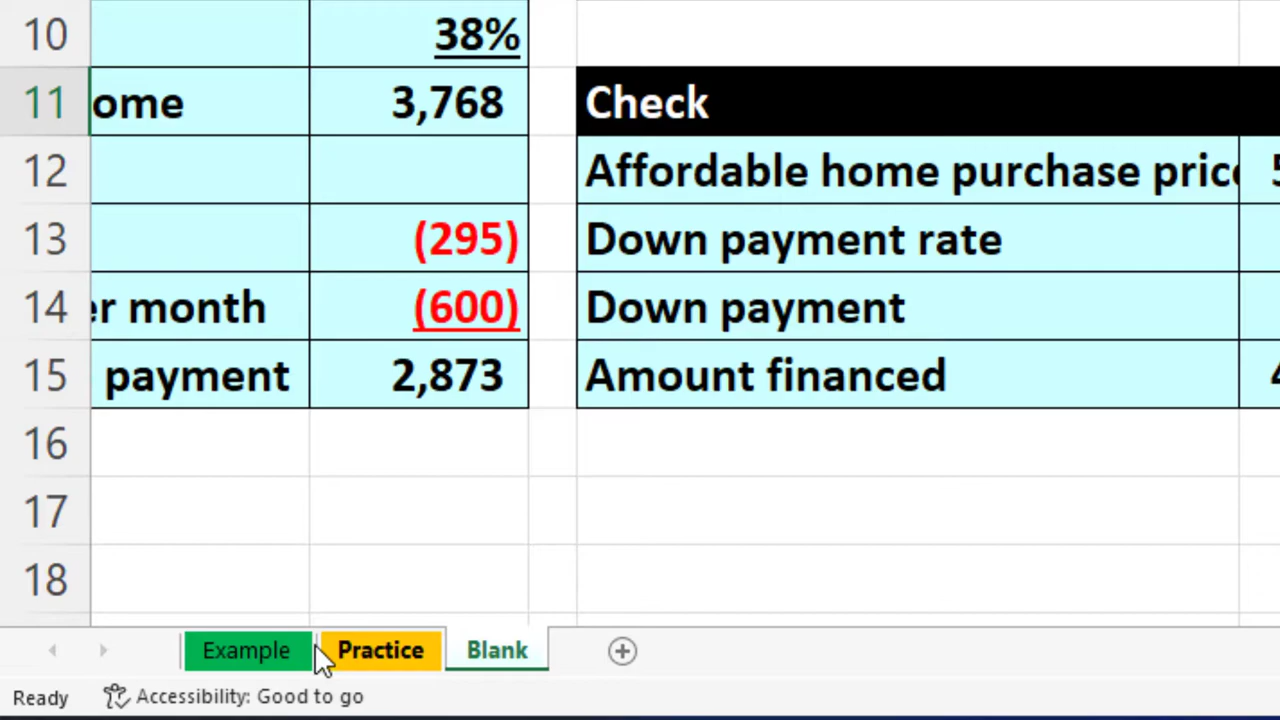 10 38%
11 ome 3,768 Check
12 Affordable home purchase price
13 (295) Down payment rate
14 er month (600) Down payment
15 payment 2,873 Amount financed
16
17
18
Example Practice Blank
Ready Accessibility: Good to go